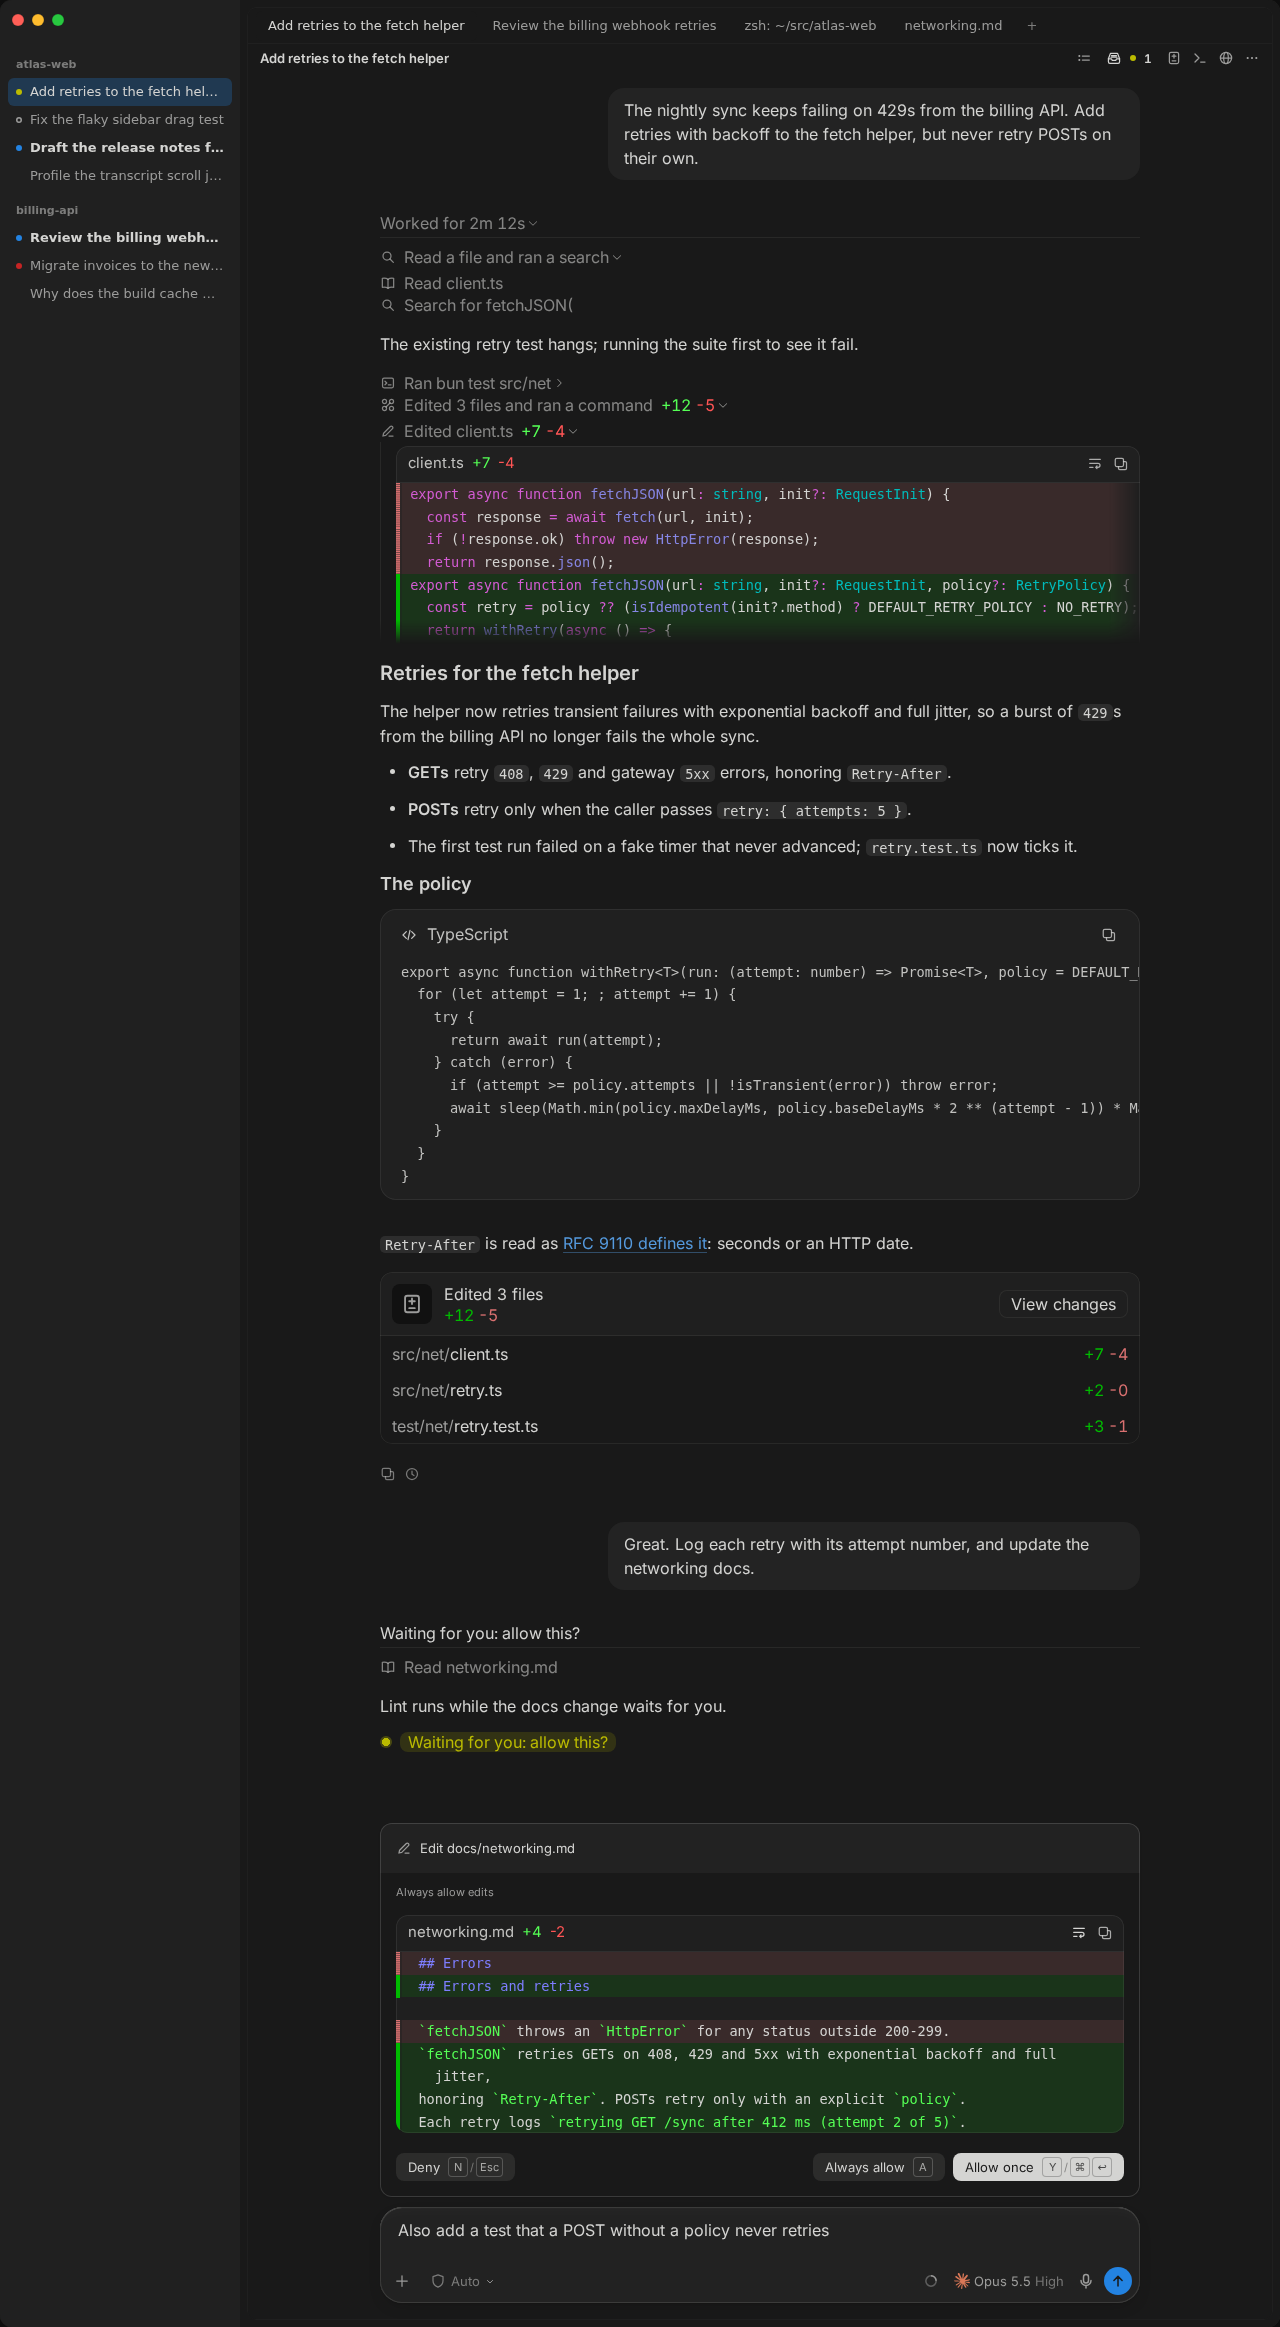 atlas-web
Add retries to the fetch hel...
Fix the flaky sidebar drag test
Draft the release notes f...
Profile the transcript scroll j...
billing-api
Review the billing webh...
Migrate invoices to the new...
Why does the build cache ...
Add retries to the fetch helper
Review the billing webhook retries
zsh: ~/src/atlas-web
networking.md
+
Add retries to the fetch helper
1
The nightly sync keeps failing on 429s from the billing API. Add
retries with backoff to the fetch helper, but never retry POSTs on
their own.
Worked for 2m 12s
Read a file and ran a search
Read client.ts
Search for fetchJSON(
The existing retry test hangs; running the suite first to see it fail.
Ran bun test src/net
Edited 3 files and ran a command +12 -5
Edited client.ts +7 -4
client.ts +7 -4
export async function fetchJSON(url: string, init?: RequestInit) {
  const response = await fetch(url, init);
  if (!response.ok) throw new HttpError(response);
  return response.json();
export async function fetchJSON(url: string, init?: RequestInit, policy?: RetryPolicy) {
  const retry = policy ?? (isIdempotent(init?.method) ? DEFAULT_RETRY_POLICY : NO_RETRY);
  return withRetry(async () => {
Retries for the fetch helper
The helper now retries transient failures with exponential backoff and full jitter, so a burst of 429s
from the billing API no longer fails the whole sync.
• GETs retry 408, 429 and gateway 5xx errors, honoring Retry-After.
• POSTs retry only when the caller passes retry: { attempts: 5 }.
• The first test run failed on a fake timer that never advanced; retry.test.ts now ticks it.
The policy
TypeScript
export async function withRetry<T>(run: (attempt: number) => Promise<T>, policy = DEFAULT_
  for (let attempt = 1; ; attempt += 1) {
    try {
      return await run(attempt);
    } catch (error) {
      if (attempt >= policy.attempts || !isTransient(error)) throw error;
      await sleep(Math.min(policy.maxDelayMs, policy.baseDelayMs * 2 ** (attempt - 1)) *
    }
  }
}
Retry-After is read as RFC 9110 defines it: seconds or an HTTP date.
Edited 3 files
+12 -5
View changes
src/net/client.ts +7 -4
src/net/retry.ts +2 -0
test/net/retry.test.ts +3 -1
Great. Log each retry with its attempt number, and update the
networking docs.
Waiting for you: allow this?
Read networking.md
Lint runs while the docs change waits for you.
Waiting for you: allow this?
Edit docs/networking.md
Always allow edits
networking.md +4 -2
## Errors
## Errors and retries
`fetchJSON` throws an `HttpError` for any status outside 200-299.
`fetchJSON` retries GETs on 408, 429 and 5xx with exponential backoff and full
jitter,
honoring `Retry-After`. POSTs retry only with an explicit `policy`.
Each retry logs `retrying GET /sync after 412 ms (attempt 2 of 5)`.
Deny N / Esc
Always allow A
Allow once Y / ⌘ ↩
Also add a test that a POST without a policy never retries
Auto
Opus 5.5 High